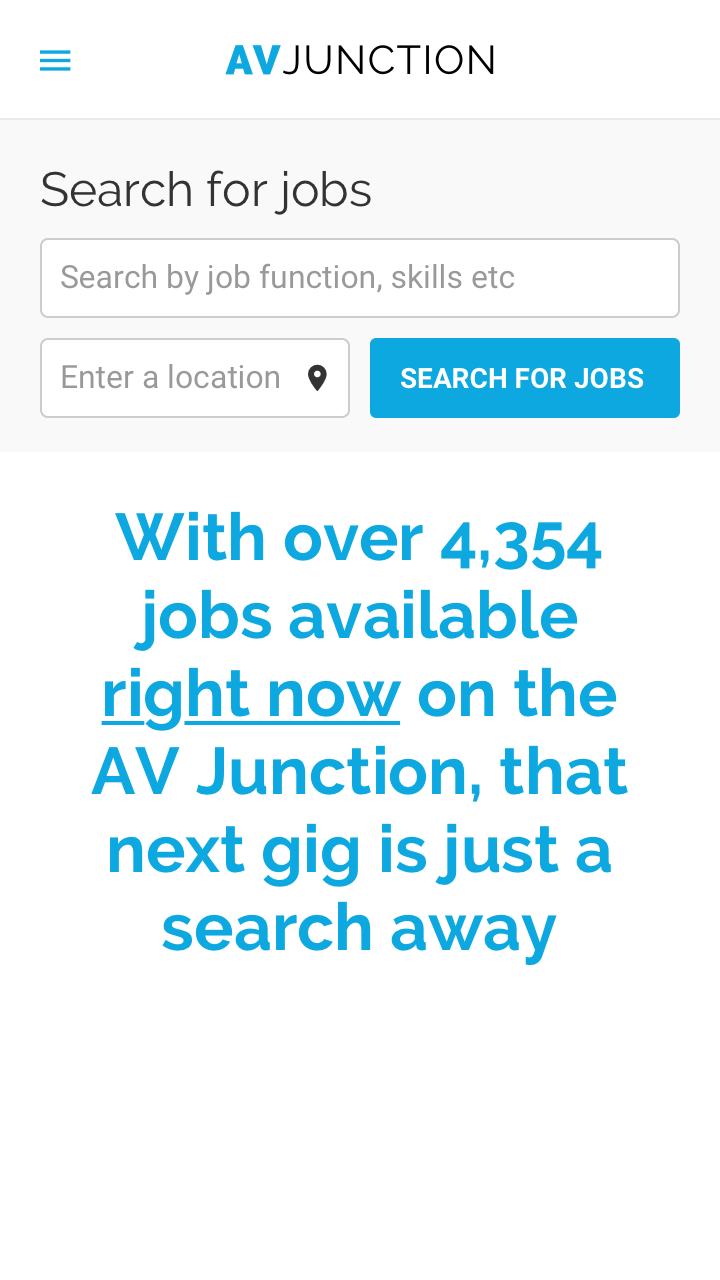 AVJUNCTION
Search for jobs
Search by job function, skills etc
Enter a location
SEARCH FOR JOBS
With over 4,354
jobs available
right now on the
AV Junction, that
next gig is just a
search away